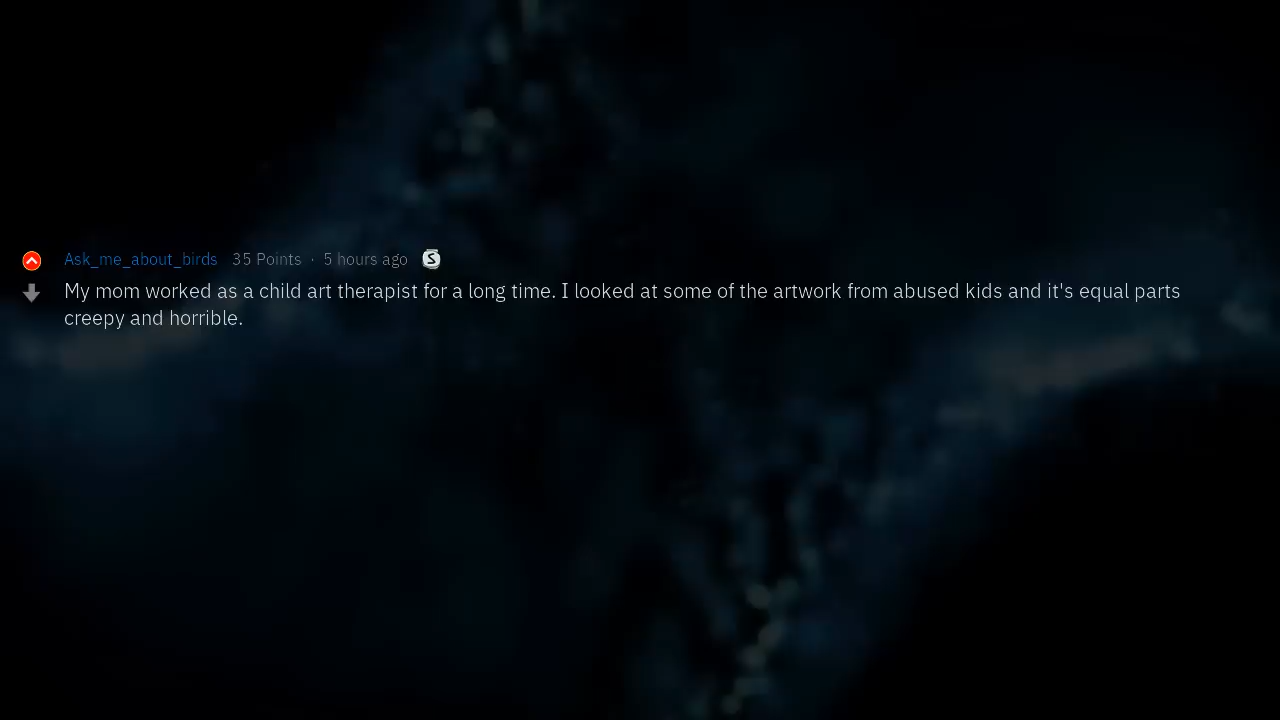 Ask_me_about_birds 35 Points · 5 hours ago S
My mom worked as a child art therapist for a long time. I looked at some of the artwork from abused kids and it's equal parts
creepy and horrible.